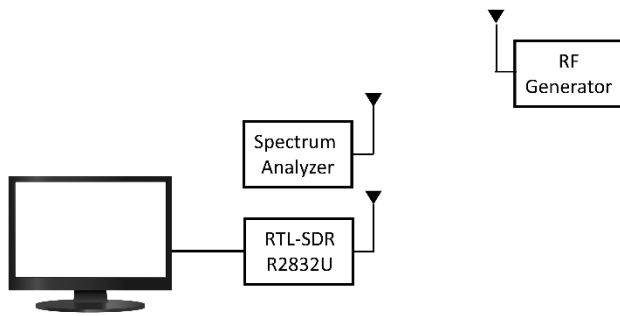 RF
Generator
Spectrum
Analyzer
RTL-SDR
R2832U